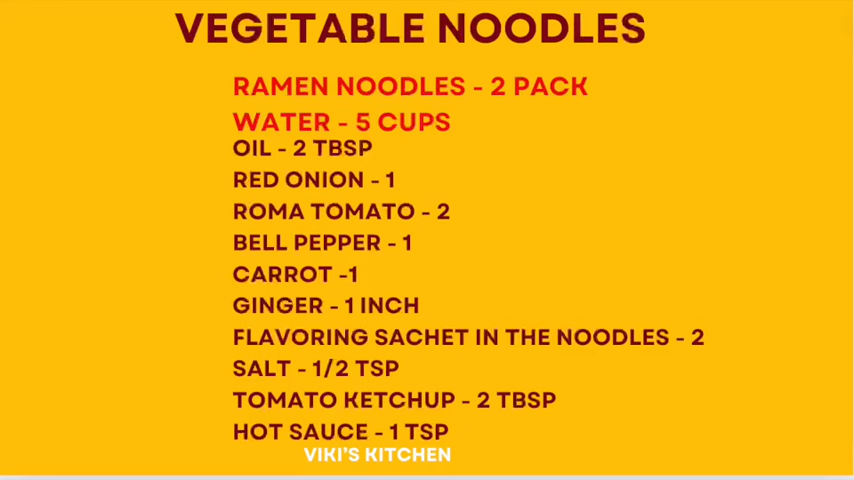 VEGETABLE NOODLES
RAMEN NOODLES - 2 PACK
WATER - 5 CUPS
OIL - 2 TBSP
RED ONION - 1
ROMA TOMATO - 2
BELL PEPPER - 1
CARROT -1
GINGER - 1 INCH
FLAVORING SACHET IN THE NOODLES - 2
SALT - 1/2 TSP
TOMATO KETCHUP - 2 TBSP
HOT SAUCE - 1 TSP
VIKI'S KITCHEN